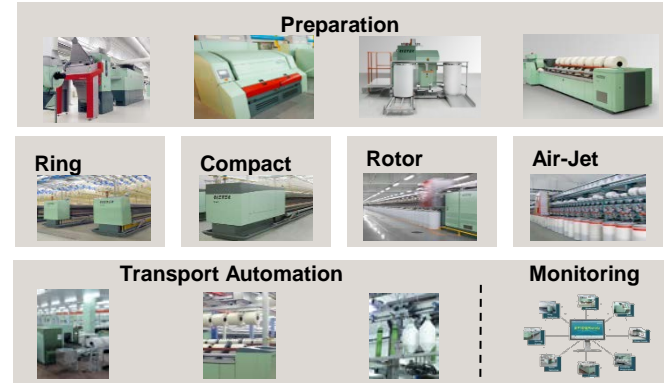 Preparation
Ring
Compact
Rotor
Air-Jet
Transport Automation
Monitoring